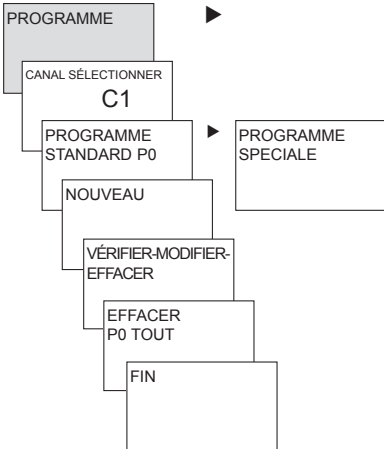 PROGRAMME
CANAL SÉLECTIONNER
C1
PROGRAMME
STANDARD P0
PROGRAMME
SPECIALE
NOUVEAU
VÉRIFIER-MODIFIER-
EFFACER
EFFACER
P0 TOUT
FIN